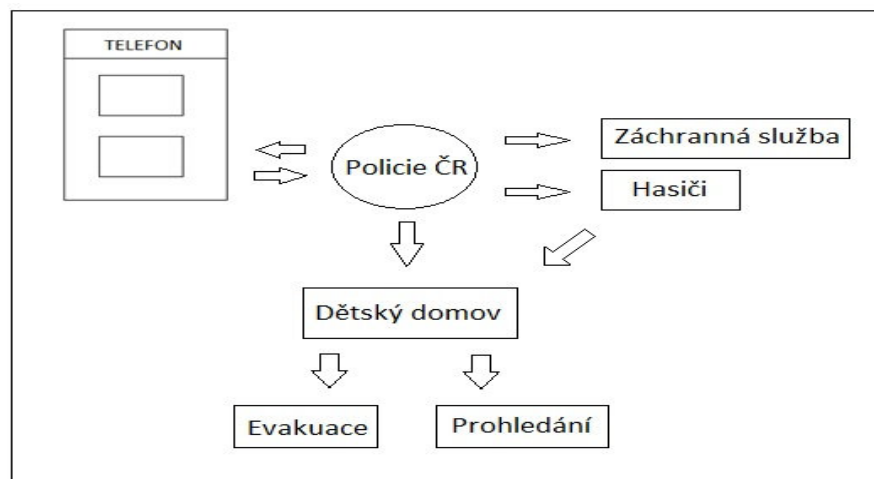 TELEFON
Policie ČR
Záchranná služba
Hasiči
Dětský domov
Evakuace
Prohledání